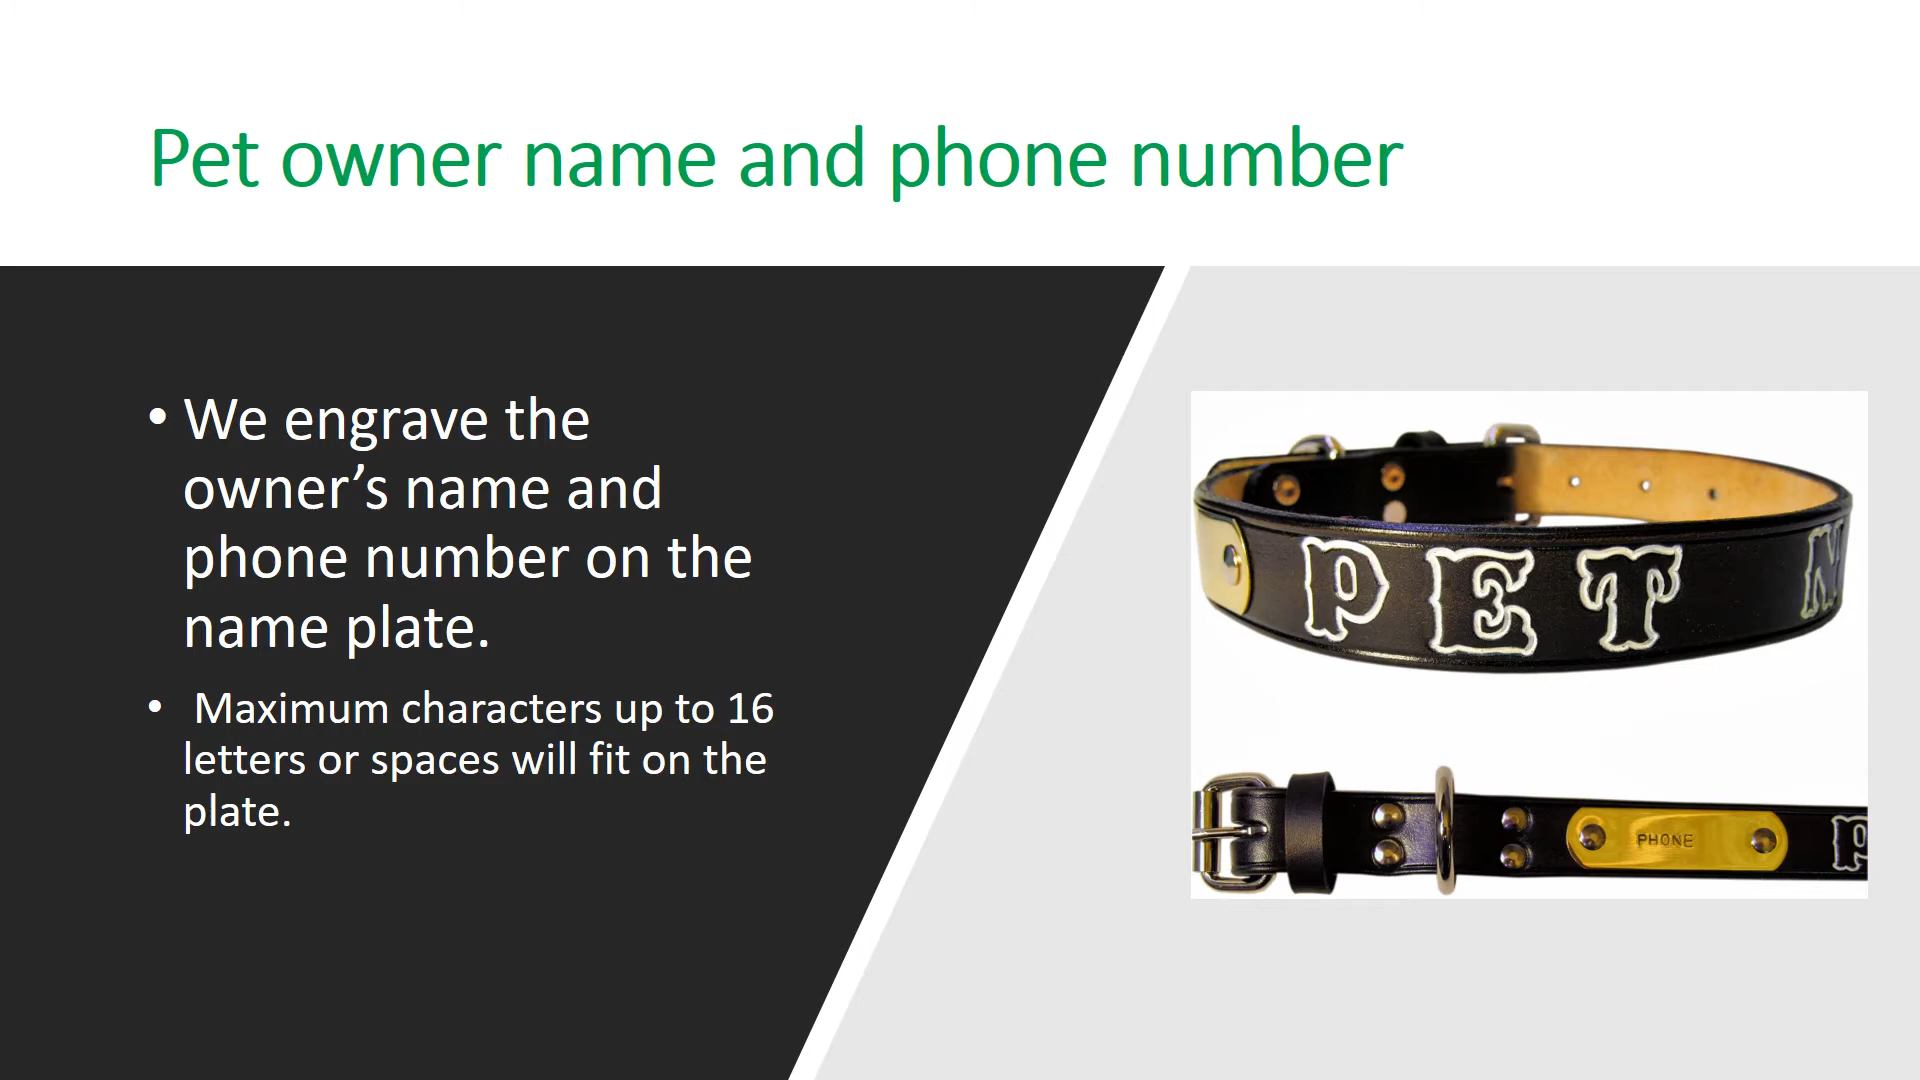 Pet owner name and phone number
• We engrave the
owner’s name and
phone number on the
name plate.
• Maximum characters up to 16
letters or spaces will fit on the
plate.
PET N
PHONE
P